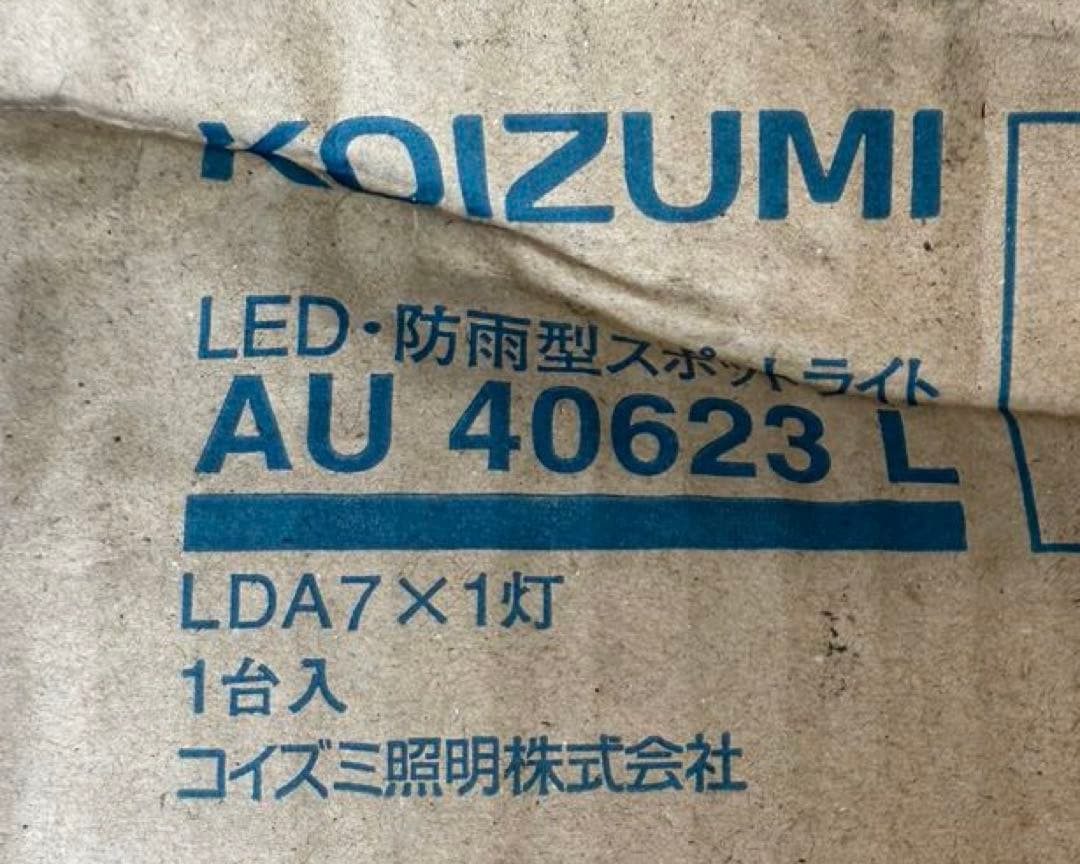 KOIZUMI
LED・防雨型スポットライト
AU 40623 L
LDA7×1灯
1台入
コイズミ照明株式会社